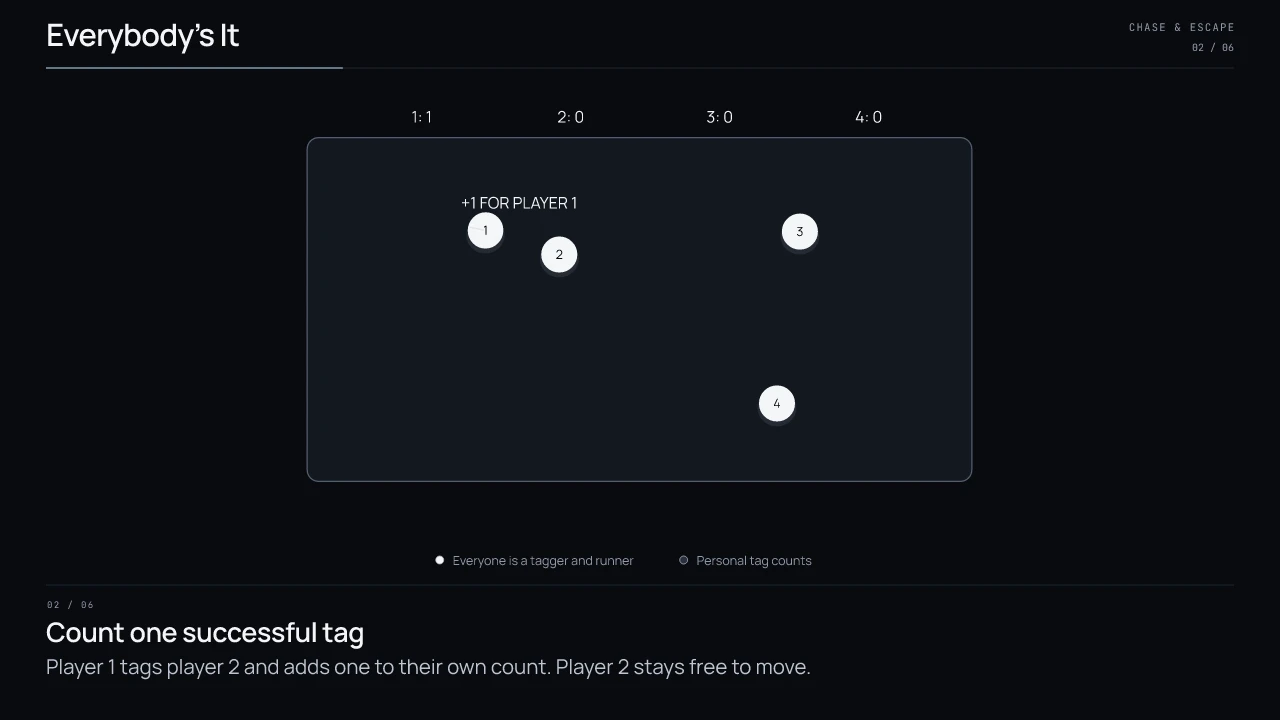 Everybody’s It
CHASE & ESCAPE
02 / 06
1: 1
2: 0
3: 0
4: 0
+1 FOR PLAYER 1
1
2
3
4
Everyone is a tagger and runner
Personal tag counts
02 / 06
Count one successful tag
Player 1 tags player 2 and adds one to their own count. Player 2 stays free to move.